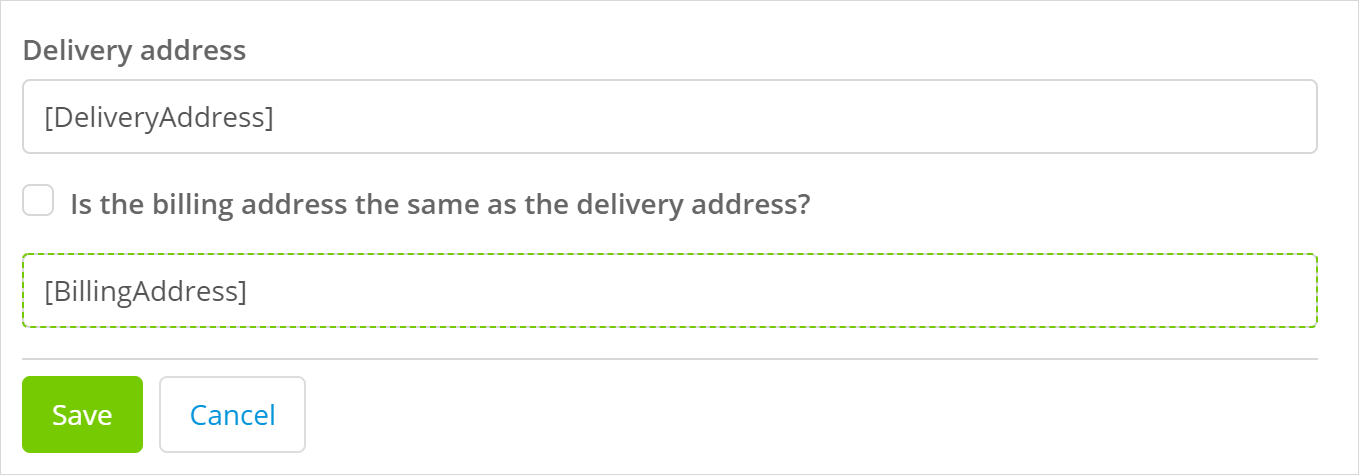 Delivery address
[DeliveryAddress]
Is the billing address the same as the delivery address?
[BillingAddress]
Save Cancel